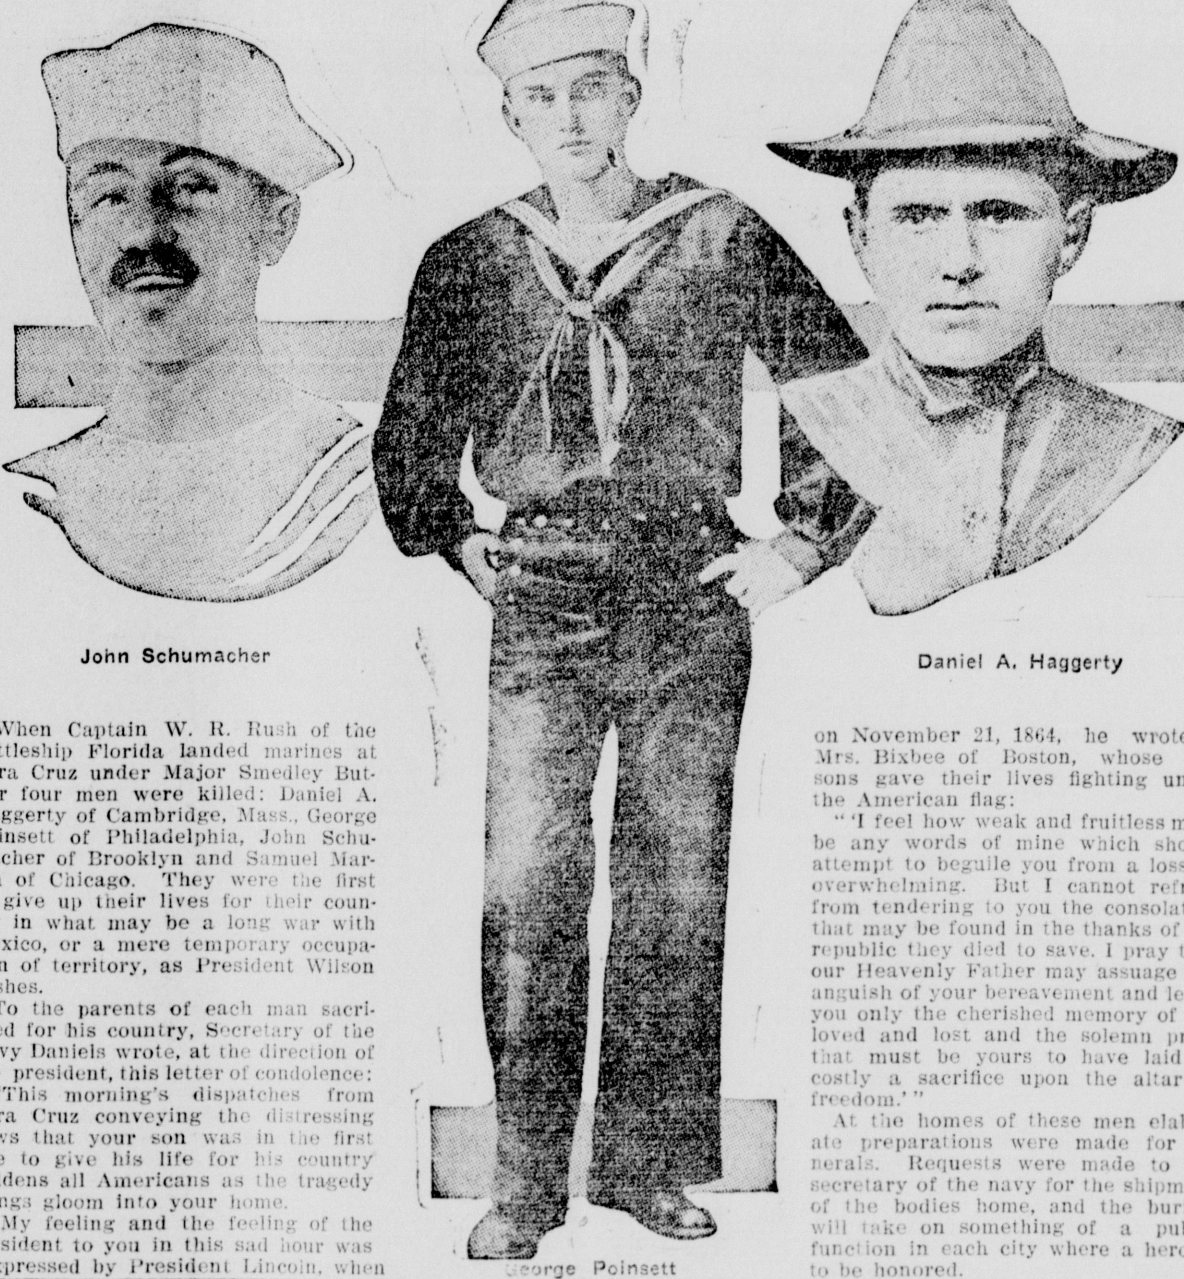 John Schumacher
When Captain W. R. Rush of the
ttleship Florida landed marines at
ra Cruz under Major Smedley But-
r four men were killed: Daniel A.
ggerty of Cambridge, Mass., George
insett of Philadelphia, John Schu-
cher of Brooklyn and Samuel Mar-
of Chicago. They were the first
give up their lives for their coun-
in what may be a long war with
xico, or a mere temporary occupa-
n of territory, as President Wilson
shes.
To the parents of each man sacri-
ed for his country, Secretary of the
vy Daniels wrote, at the direction of
president, this letter of condolence:
"This morning's dispatches from
ra Cruz conveying the distressing
ws that your son was in the first
e to give his life for his country
dens all Americans as the tragedy
ngs gloom into your home.
My feeling and the feeling of the
sident to you in this sad hour was
xpressed by President Lincoln, when
George Poinsett
Daniel A. Haggerty
on November 21, 1864, he wrote
Mrs. Bixbee of Boston, whose
sons gave their lives fighting un
the American flag:
"'I feel how weak and fruitless m
be any words of mine which sho
attempt to beguile you from a loss
overwhelming. But I cannot refr
from tendering to you the consolat
that may be found in the thanks of
republic they died to save. I pray t
our Heavenly Father may assuage
anguish of your bereavement and le
you only the cherished memory of
loved and lost and the solemn pr
that must be yours to have laid
costly a sacrifice upon the altar
freedom.'"
At the homes of these men elab
ate preparations were made for
nerals. Requests were made to
secretary of the navy for the shipm
of the bodies home, and the buri
will take on something of a pub
function in each city where a hero
to be honored.